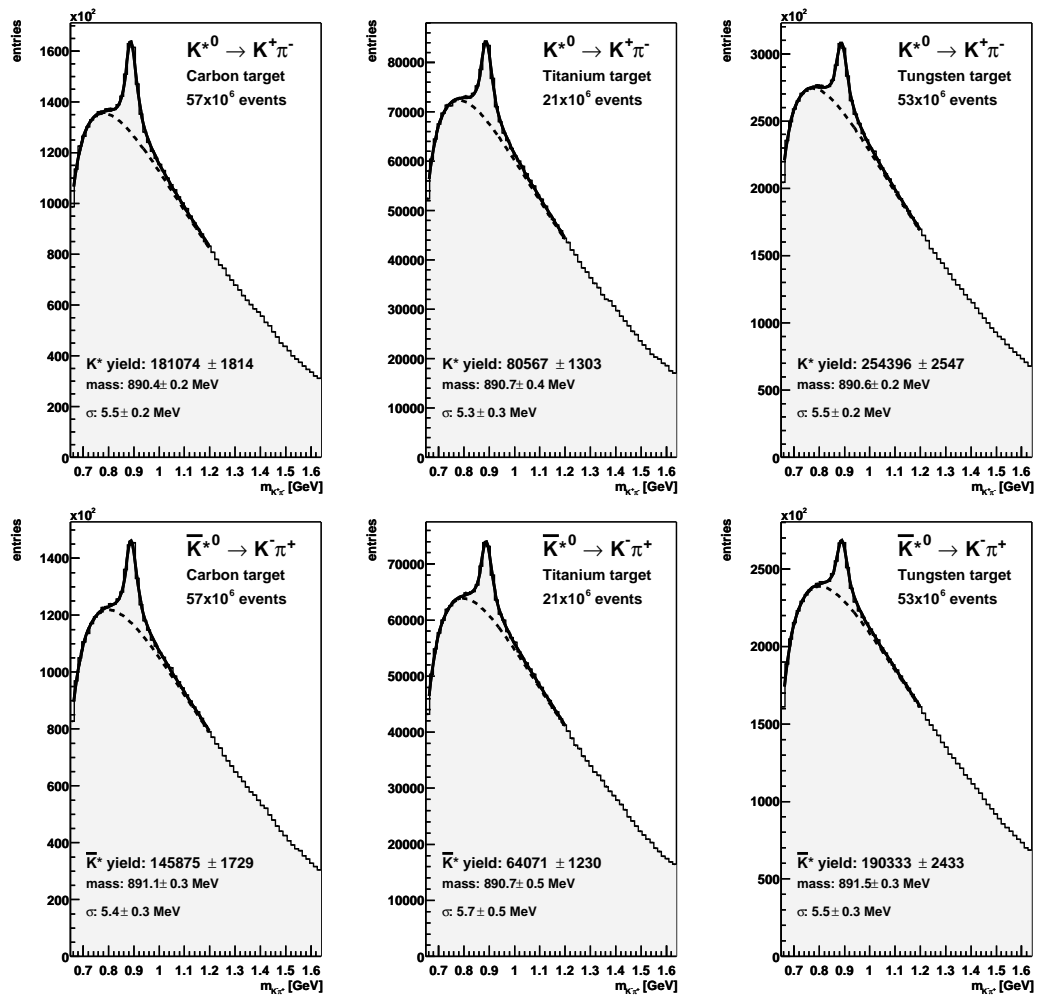 ×10²
entries
1600
1400
1200
1000
800
600
400
200
0
K*⁰ → K⁺π⁻
Carbon target
57x10⁶ events
K* yield: 181074 ± 1814
mass: 890.4± 0.2 MeV
σ: 5.5± 0.2 MeV
0.7 0.8 0.9 1 1.1 1.2 1.3 1.4 1.5 1.6
m_K⁺π⁻ [GeV]
entries
80000
70000
60000
50000
40000
30000
20000
10000
0
K*⁰ → K⁺π⁻
Titanium target
21x10⁶ events
K* yield: 80567 ± 1303
mass: 890.7± 0.4 MeV
σ: 5.3± 0.3 MeV
0.7 0.8 0.9 1 1.1 1.2 1.3 1.4 1.5 1.6
m_K⁺π⁻ [GeV]
×10²
entries
3000
2500
2000
1500
1000
500
0
K*⁰ → K⁺π⁻
Tungsten target
53x10⁶ events
K* yield: 254396 ± 2547
mass: 890.6± 0.2 MeV
σ: 5.5± 0.2 MeV
0.7 0.8 0.9 1 1.1 1.2 1.3 1.4 1.5 1.6
m_K⁺π⁻ [GeV]
×10²
entries
1400
1200
1000
800
600
400
200
0
K̅*⁰ → K⁻π⁺
Carbon target
57x10⁶ events
K̅* yield: 145875 ± 1729
mass: 891.1± 0.3 MeV
σ: 5.4± 0.3 MeV
0.7 0.8 0.9 1 1.1 1.2 1.3 1.4 1.5 1.6
m_K⁻π⁺ [GeV]
entries
70000
60000
50000
40000
30000
20000
10000
0
K̅*⁰ → K⁻π⁺
Titanium target
21x10⁶ events
K̅* yield: 64071 ± 1230
mass: 890.7± 0.5 MeV
σ: 5.7± 0.5 MeV
0.7 0.8 0.9 1 1.1 1.2 1.3 1.4 1.5 1.6
m_K⁻π⁺ [GeV]
×10²
entries
2500
2000
1500
1000
500
0
K̅*⁰ → K⁻π⁺
Tungsten target
53x10⁶ events
K̅* yield: 190333 ± 2433
mass: 891.5± 0.3 MeV
σ: 5.5± 0.3 MeV
0.7 0.8 0.9 1 1.1 1.2 1.3 1.4 1.5 1.6
m_K⁻π⁺ [GeV]